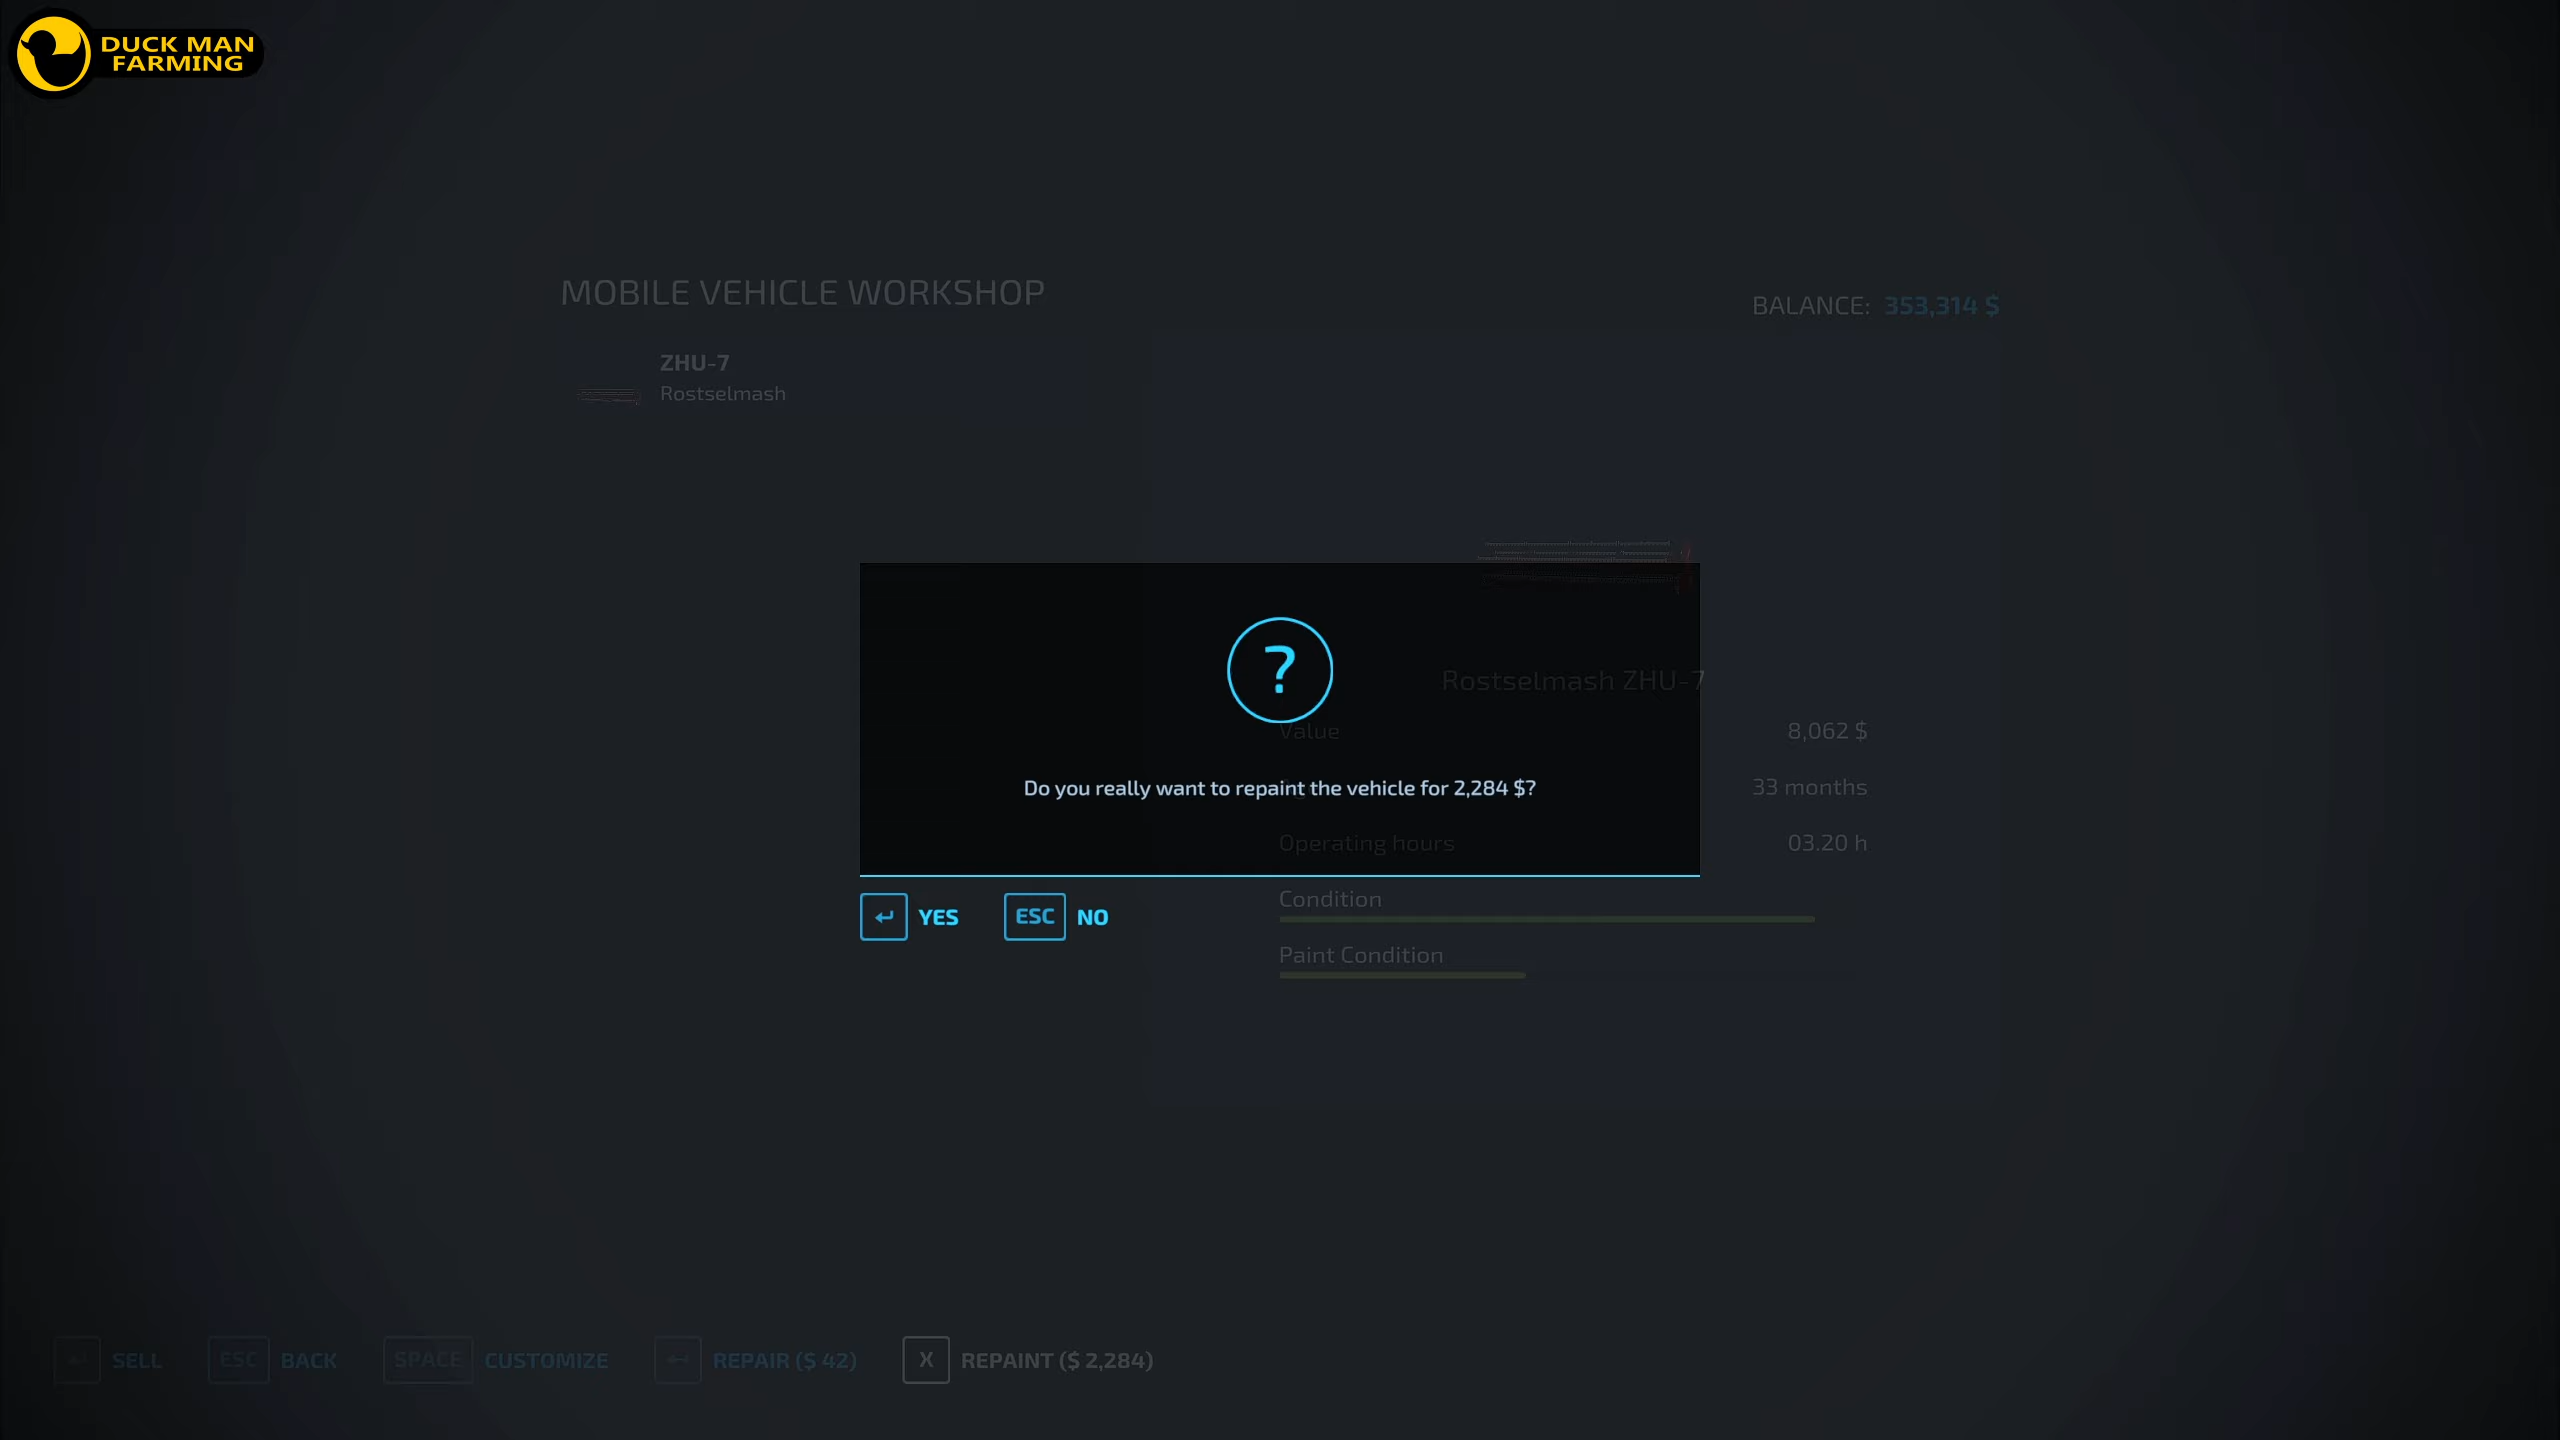 DUCK MAN
FARMING
MOBILE VEHICLE WORKSHOP
BALANCE: 353,314 $
ZHU-7
Rostselmash
?
Rostselmash ZHU-7
Value 8,062 $
Do you really want to repaint the vehicle for 2,284 $?
33 months
Operating hours 03.20 h
Condition
YES ESC NO
Paint Condition
SELL ESC BACK SPACE CUSTOMIZE REPAIR ($ 42) X REPAINT ($ 2,284)